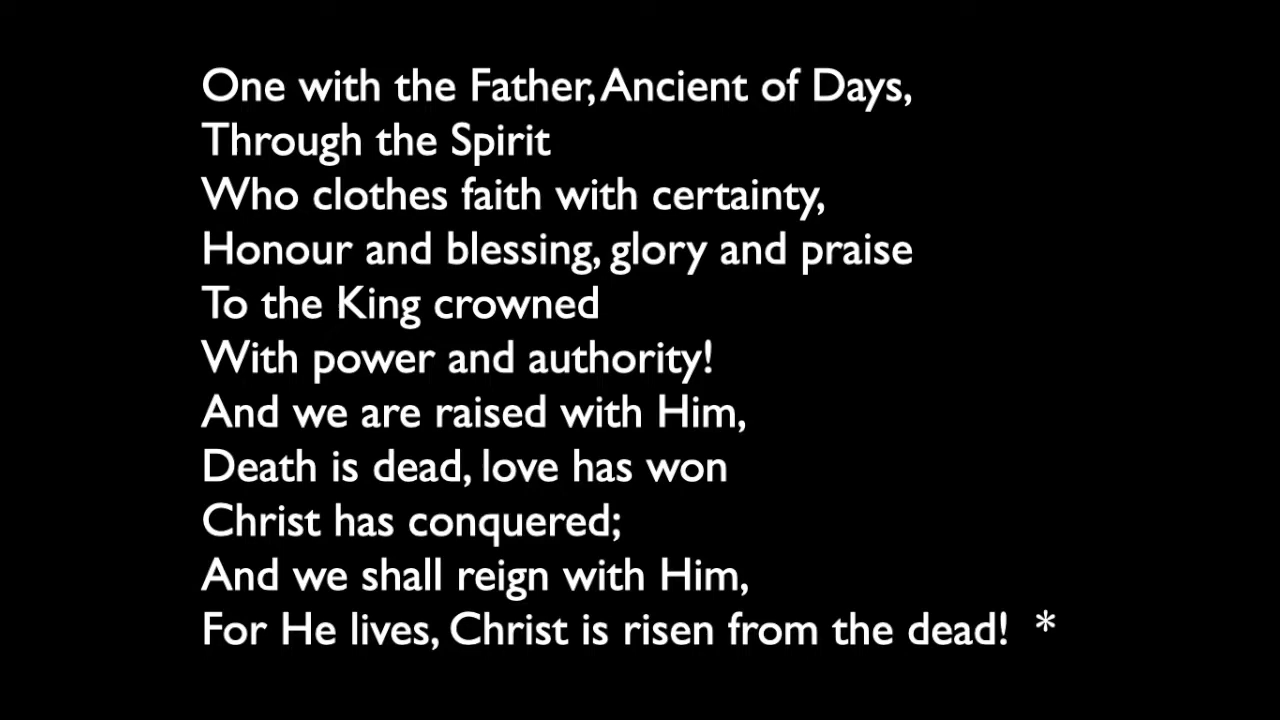 One with the Father, Ancient of Days,
Through the Spirit
Who clothes faith with certainty,
Honour and blessing, glory and praise
To the King crowned
With power and authority!
And we are raised with Him,
Death is dead, love has won
Christ has conquered;
And we shall reign with Him,
For He lives, Christ is risen from the dead! *